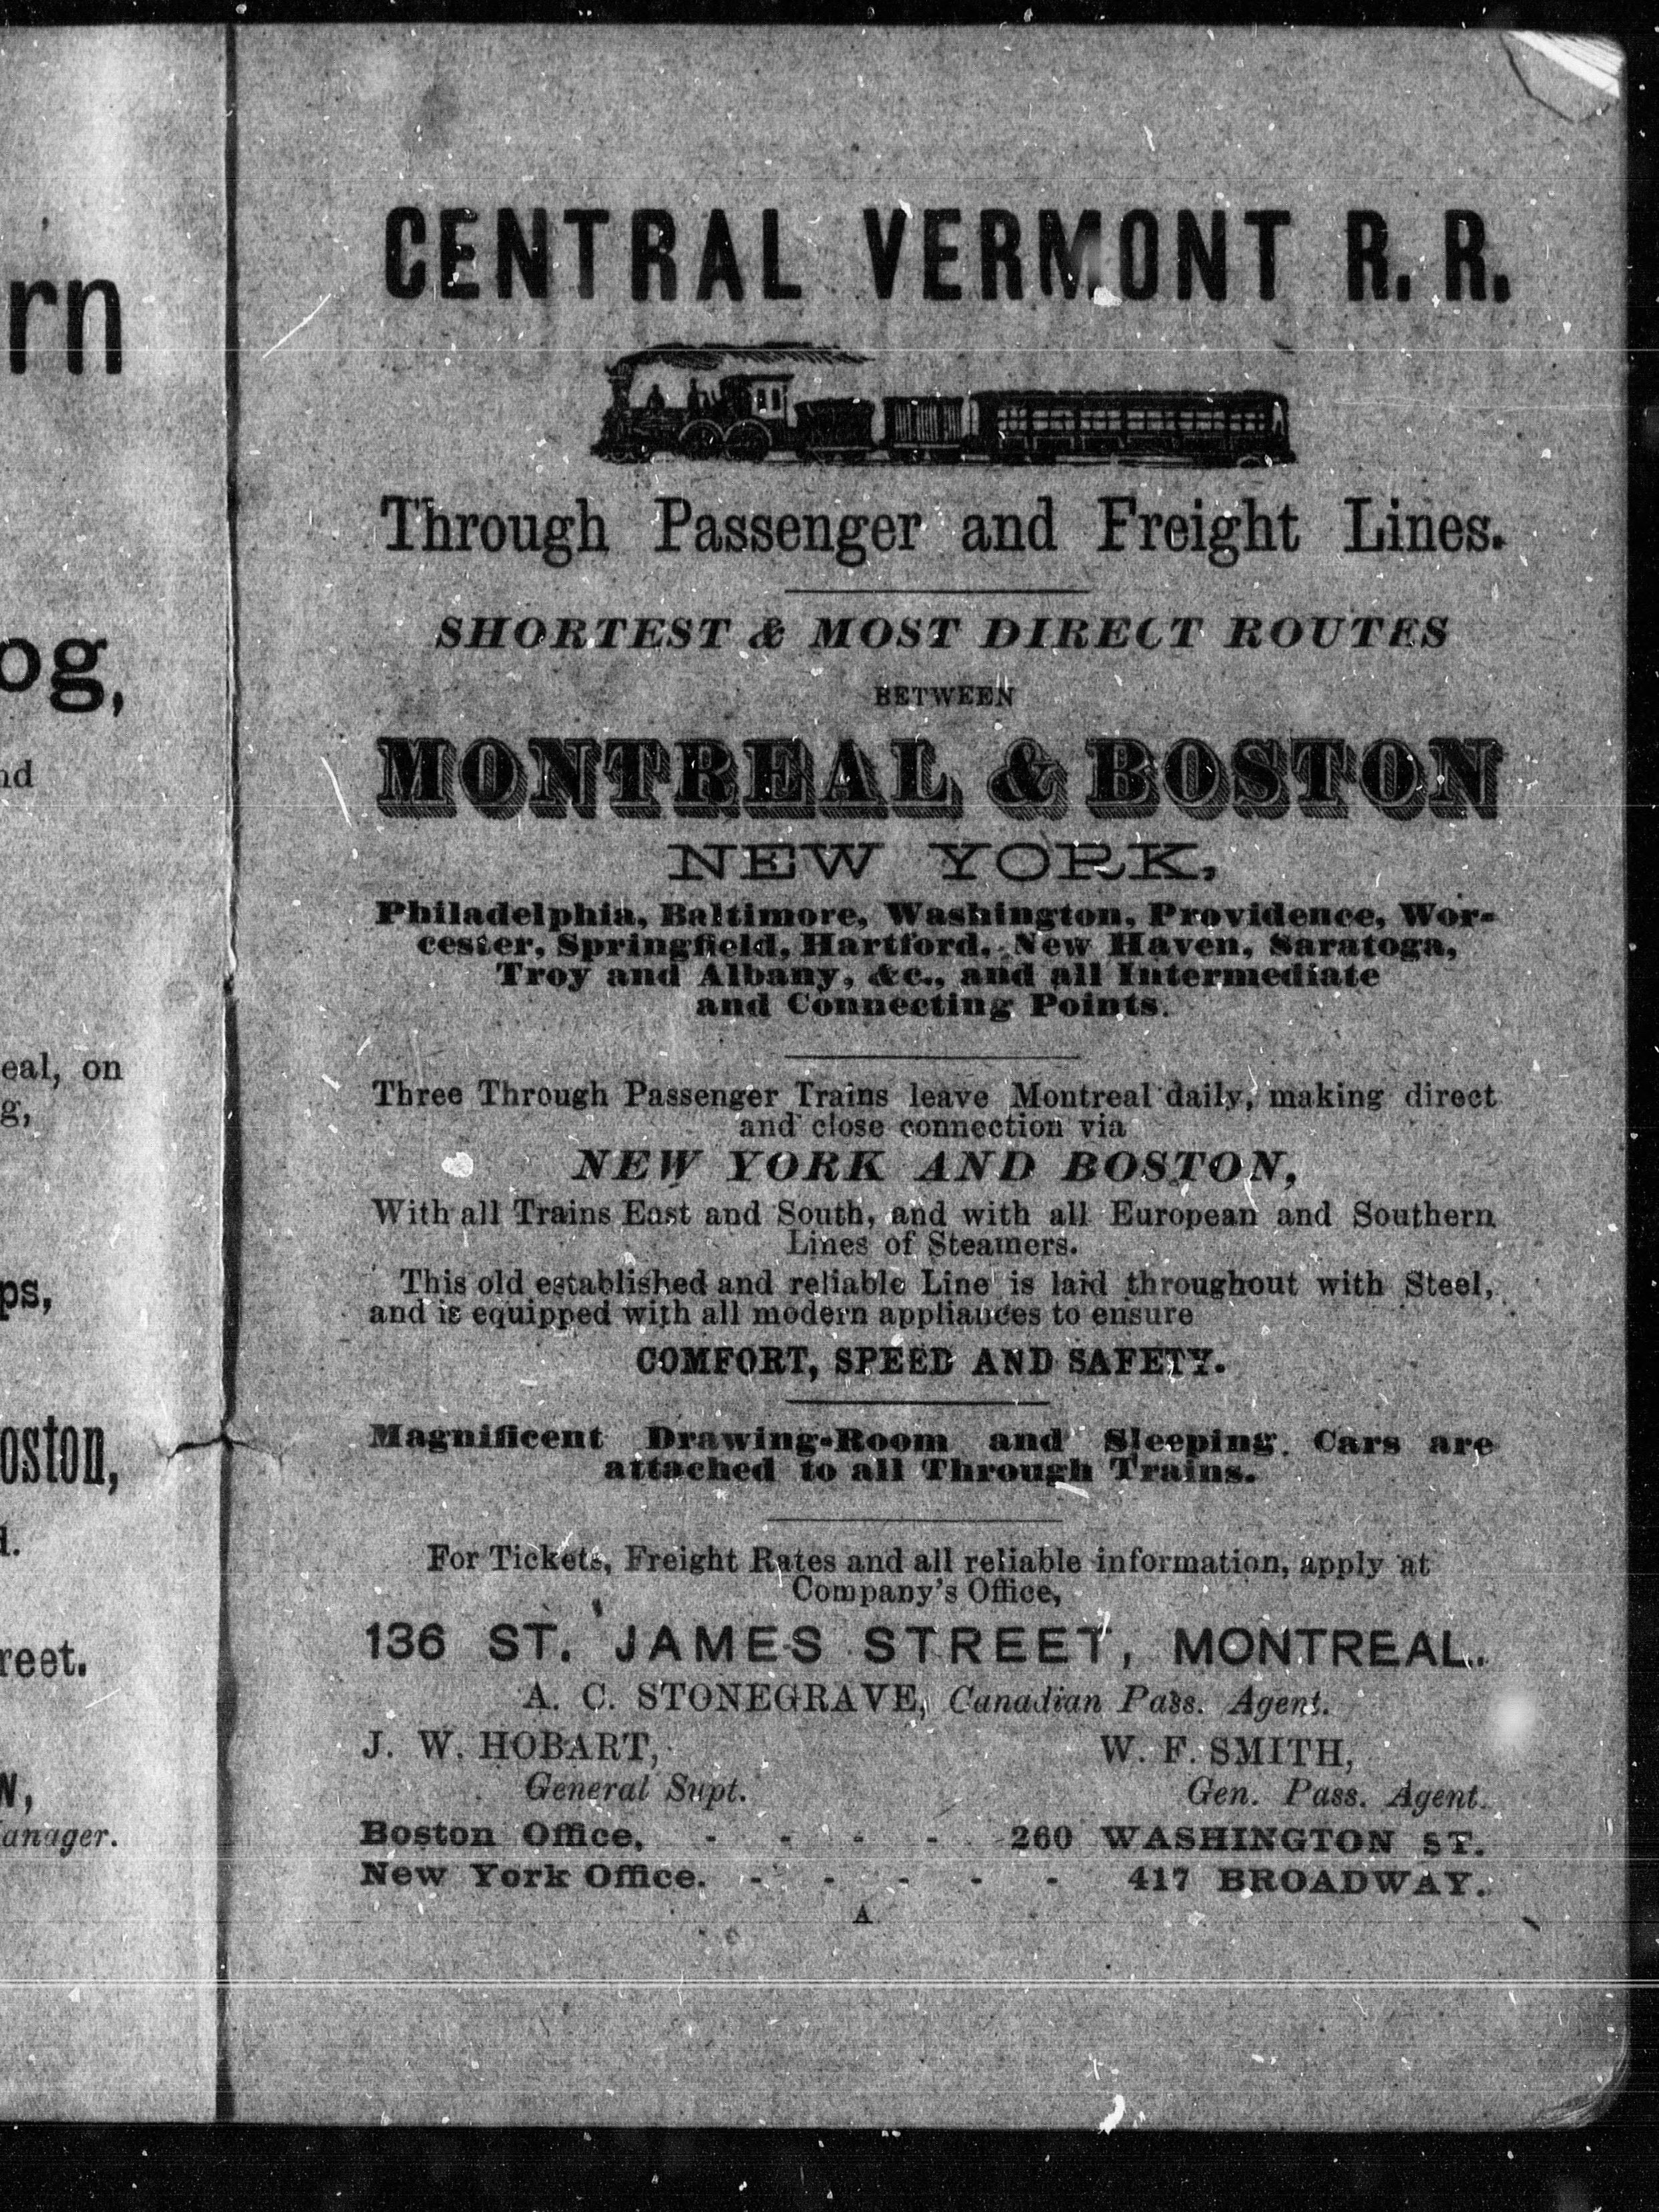 rn
og,
nd
eal, on
g,
ps,
oston,
d.
reet.
W,
anager.
CENTRAL VERMONT R. R.
Through Passenger and Freight Lines.
SHORTEST & MOST DIRECT ROUTES
BETWEEN
MONTREAL & BOSTON
NEW YORK,
Philadelphia, Baltimore, Washington, Providence, Wor-
cester, Springfield, Hartford, New Haven, Saratoga,
Troy and Albany, &c., and all Intermediate
and Connecting Points.
Three Through Passenger Trains leave Montreal daily, making direct
and close connection via
NEW YORK AND BOSTON,
With all Trains East and South, and with all European and Southern
Lines of Steamers.
This old established and reliable Line is laid throughout with Steel,
and is equipped with all modern appliances to ensure
COMFORT, SPEED AND SAFETY.
Magnificent Drawing-Room and Sleeping Cars are
attached to all Through Trains.
For Tickets, Freight Rates and all reliable information, apply at
Company's Office,
136 ST. JAMES STREET, MONTREAL.
A. C. STONEGRAVE, Canadian Pass. Agent.
J. W. HOBART, W. F. SMITH,
General Supt. Gen. Pass. Agent.
Boston Office, - - - - 260 WASHINGTON ST.
New York Office. - - - - - 417 BROADWAY.
A